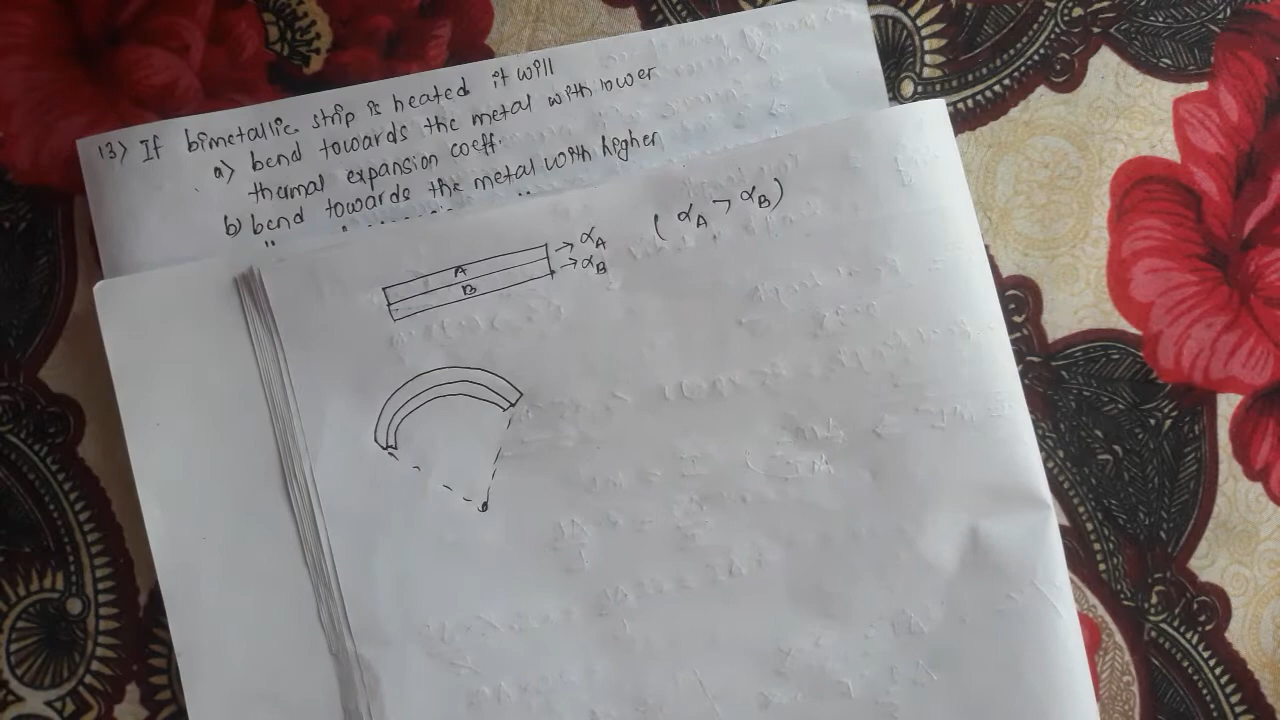 13) If bimetallic strip is heated it will
a) bend towards the metal with lower
thermal expansion coeff.
b) bend towards the metal with higher
A → αA
B → αB
(αA > αB)